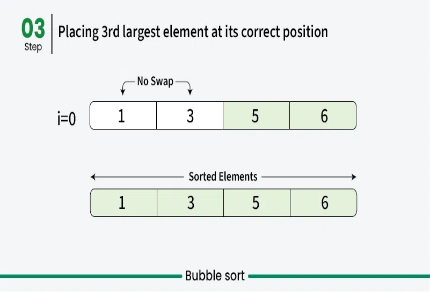 03
Step
Placing 3rd largest element at its correct position
No Swap
i=0
1 3 5 6
Sorted Elements
1 3 5 6
Bubble sort